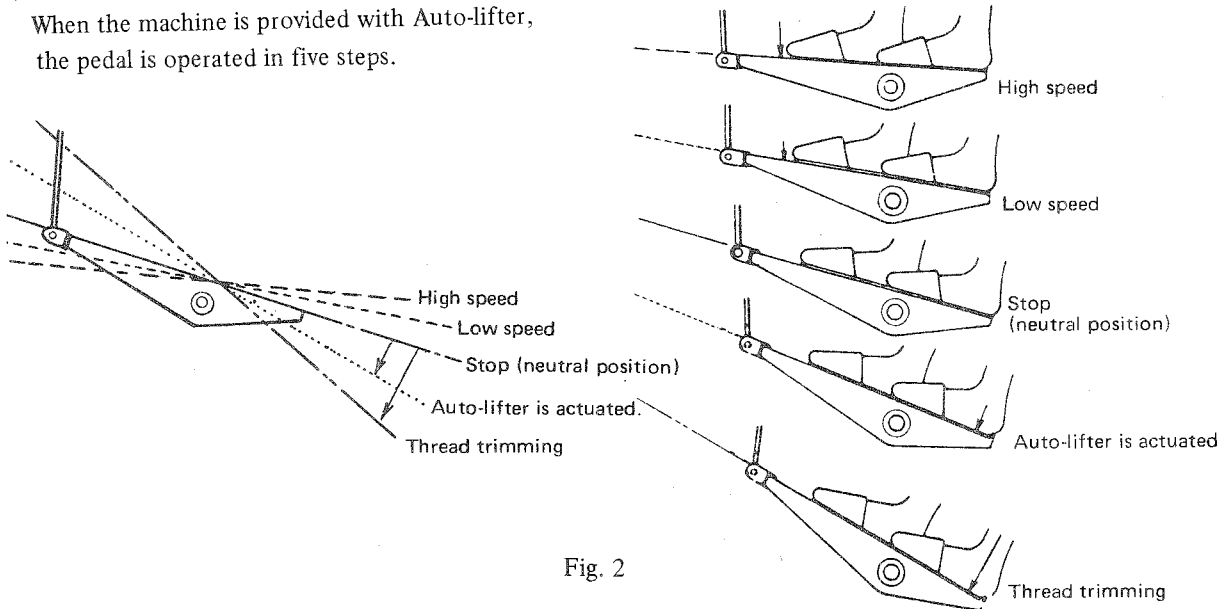 When the machine is provided with Auto-lifter,
the pedal is operated in five steps.
High speed
Low speed
Stop (neutral position)
Auto-lifter is actuated.
Thread trimming
High speed
Low speed
Stop
(neutral position)
Auto-lifter is actuated
Thread trimming
Fig. 2